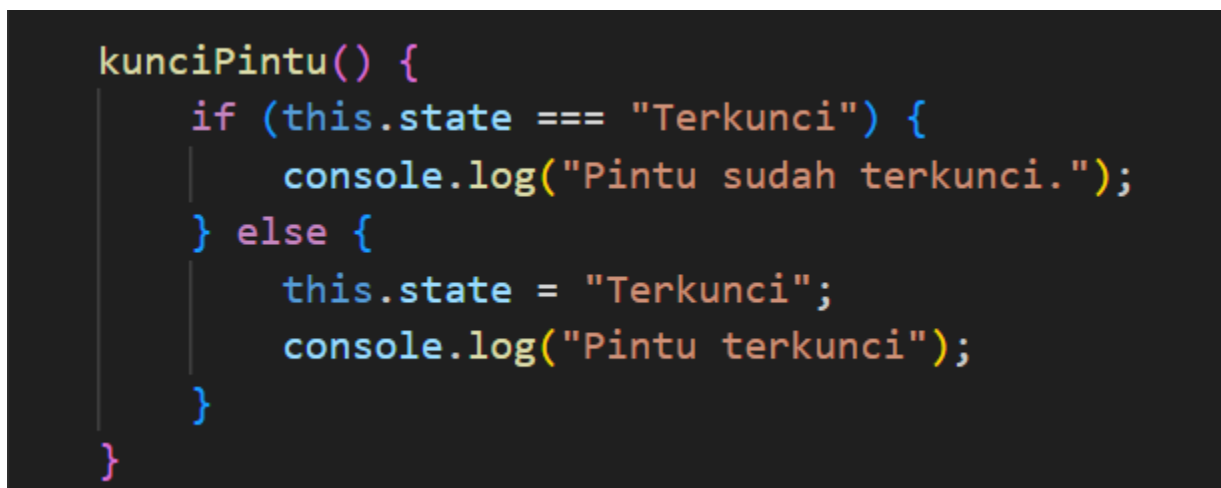 kunciPintu() {
if (this.state === "Terkunci") {
console.log("Pintu sudah terkunci.");
} else {
this.state = "Terkunci";
console.log("Pintu terkunci");
}
}